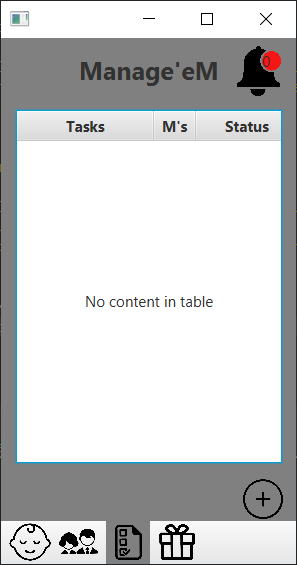 Manage'eM
0
Tasks M's Status
No content in table